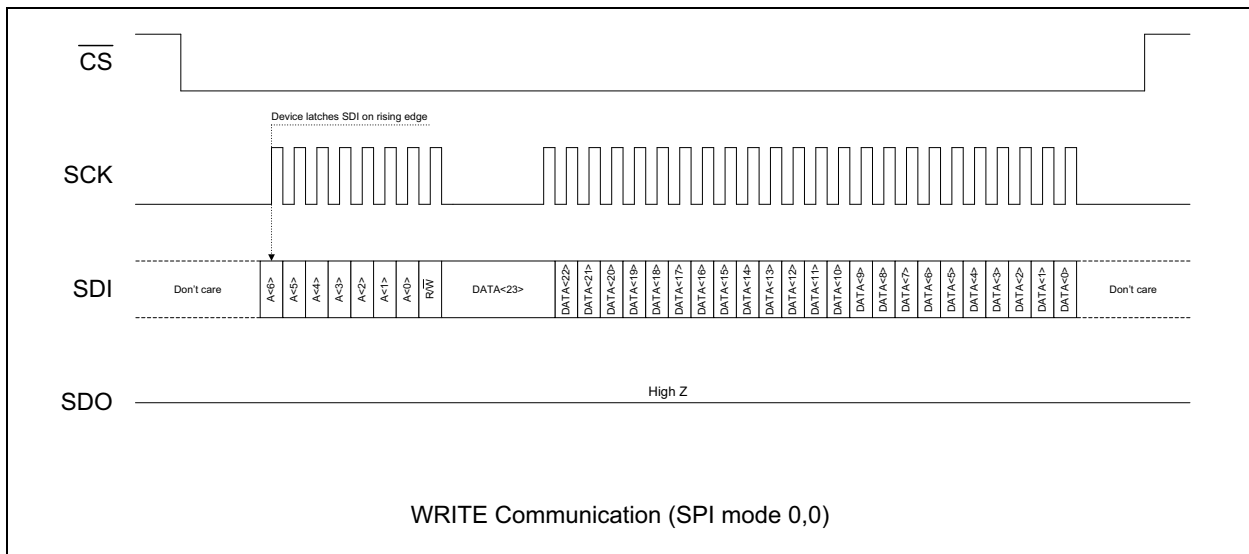 CS
Device latches SDI on rising edge
SCK
SDI
Don't care
A<6>
A<5>
A<4>
A<3>
A<2>
A<1>
A<0>
R/W
DATA<23>
DATA<22>
DATA<21>
DATA<20>
DATA<19>
DATA<18>
DATA<17>
DATA<16>
DATA<15>
DATA<14>
DATA<13>
DATA<12>
DATA<11>
DATA<10>
DATA<9>
DATA<8>
DATA<7>
DATA<6>
DATA<5>
DATA<4>
DATA<3>
DATA<2>
DATA<1>
DATA<0>
Don't care
SDO
High Z
WRITE Communication (SPI mode 0,0)